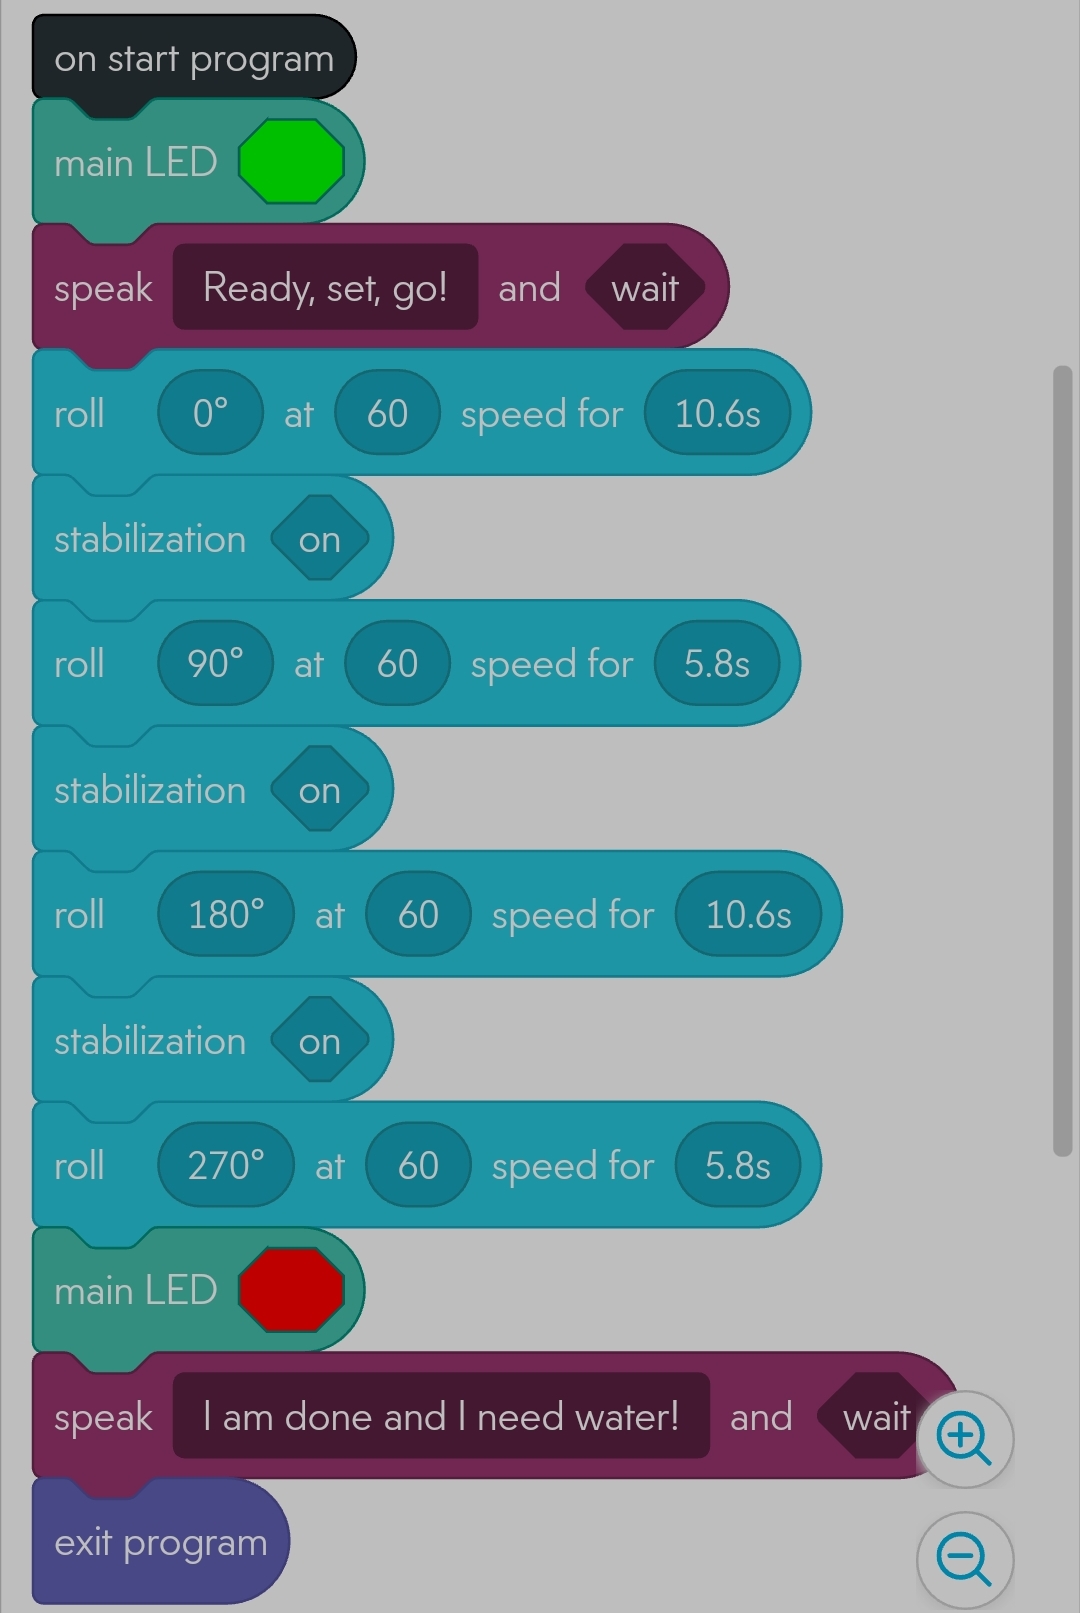 on start program
main LED
speak Ready, set, go! and wait
roll 0° at 60 speed for 10.6s
stabilization on
roll 90° at 60 speed for 5.8s
stabilization on
roll 180° at 60 speed for 10.6s
stabilization on
roll 270° at 60 speed for 5.8s
main LED
speak I am done and I need water! and wait
exit program